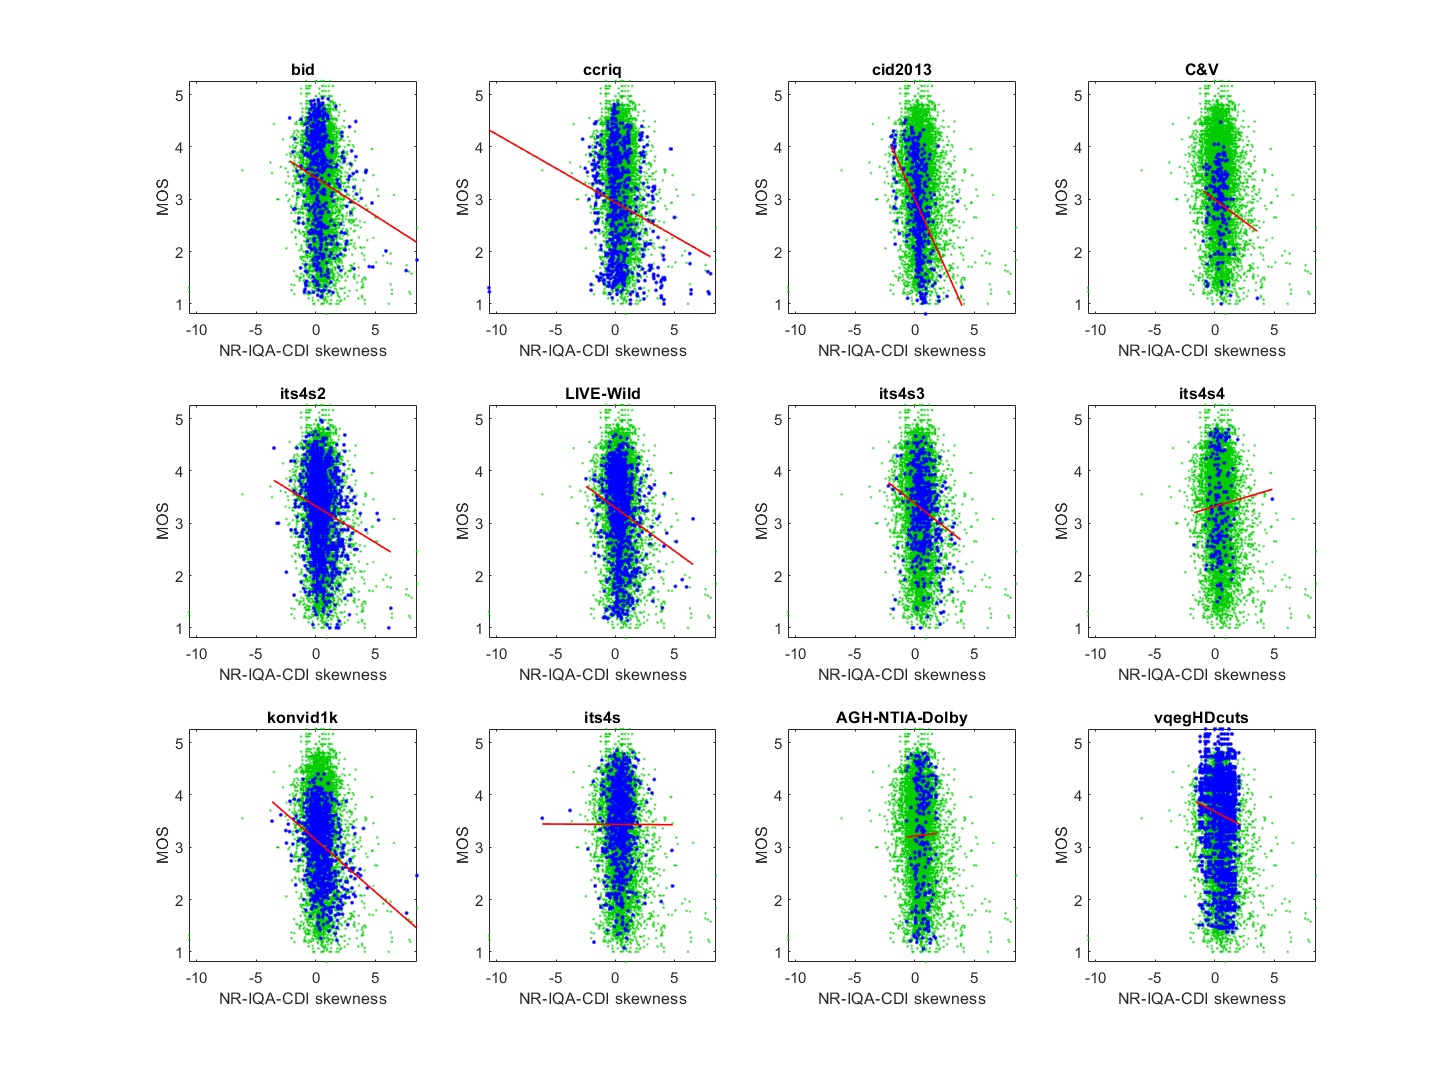 bid ccriq cid2013 C&V
5 5 5 5
4 4 4 4
MOS 3 MOS 3 MOS 3 MOS 3
2 2 2 2
1 1 1 1
-10 -5 0 5 -10 -5 0 5 -10 -5 0 5 -10 -5 0 5
NR-IQA-CDI skewness NR-IQA-CDI skewness NR-IQA-CDI skewness NR-IQA-CDI skewness
its4s2 LIVE-Wild its4s3 its4s4
5 5 5 5
4 4 4 4
MOS 3 MOS 3 MOS 3 MOS 3
2 2 2 2
1 1 1 1
-10 -5 0 5 -10 -5 0 5 -10 -5 0 5 -10 -5 0 5
NR-IQA-CDI skewness NR-IQA-CDI skewness NR-IQA-CDI skewness NR-IQA-CDI skewness
konvid1k its4s AGH-NTIA-Dolby vqegHDcuts
5 5 5 5
4 4 4 4
MOS 3 MOS 3 MOS 3 MOS 3
2 2 2 2
1 1 1 1
-10 -5 0 5 -10 -5 0 5 -10 -5 0 5 -10 -5 0 5
NR-IQA-CDI skewness NR-IQA-CDI skewness NR-IQA-CDI skewness NR-IQA-CDI skewness